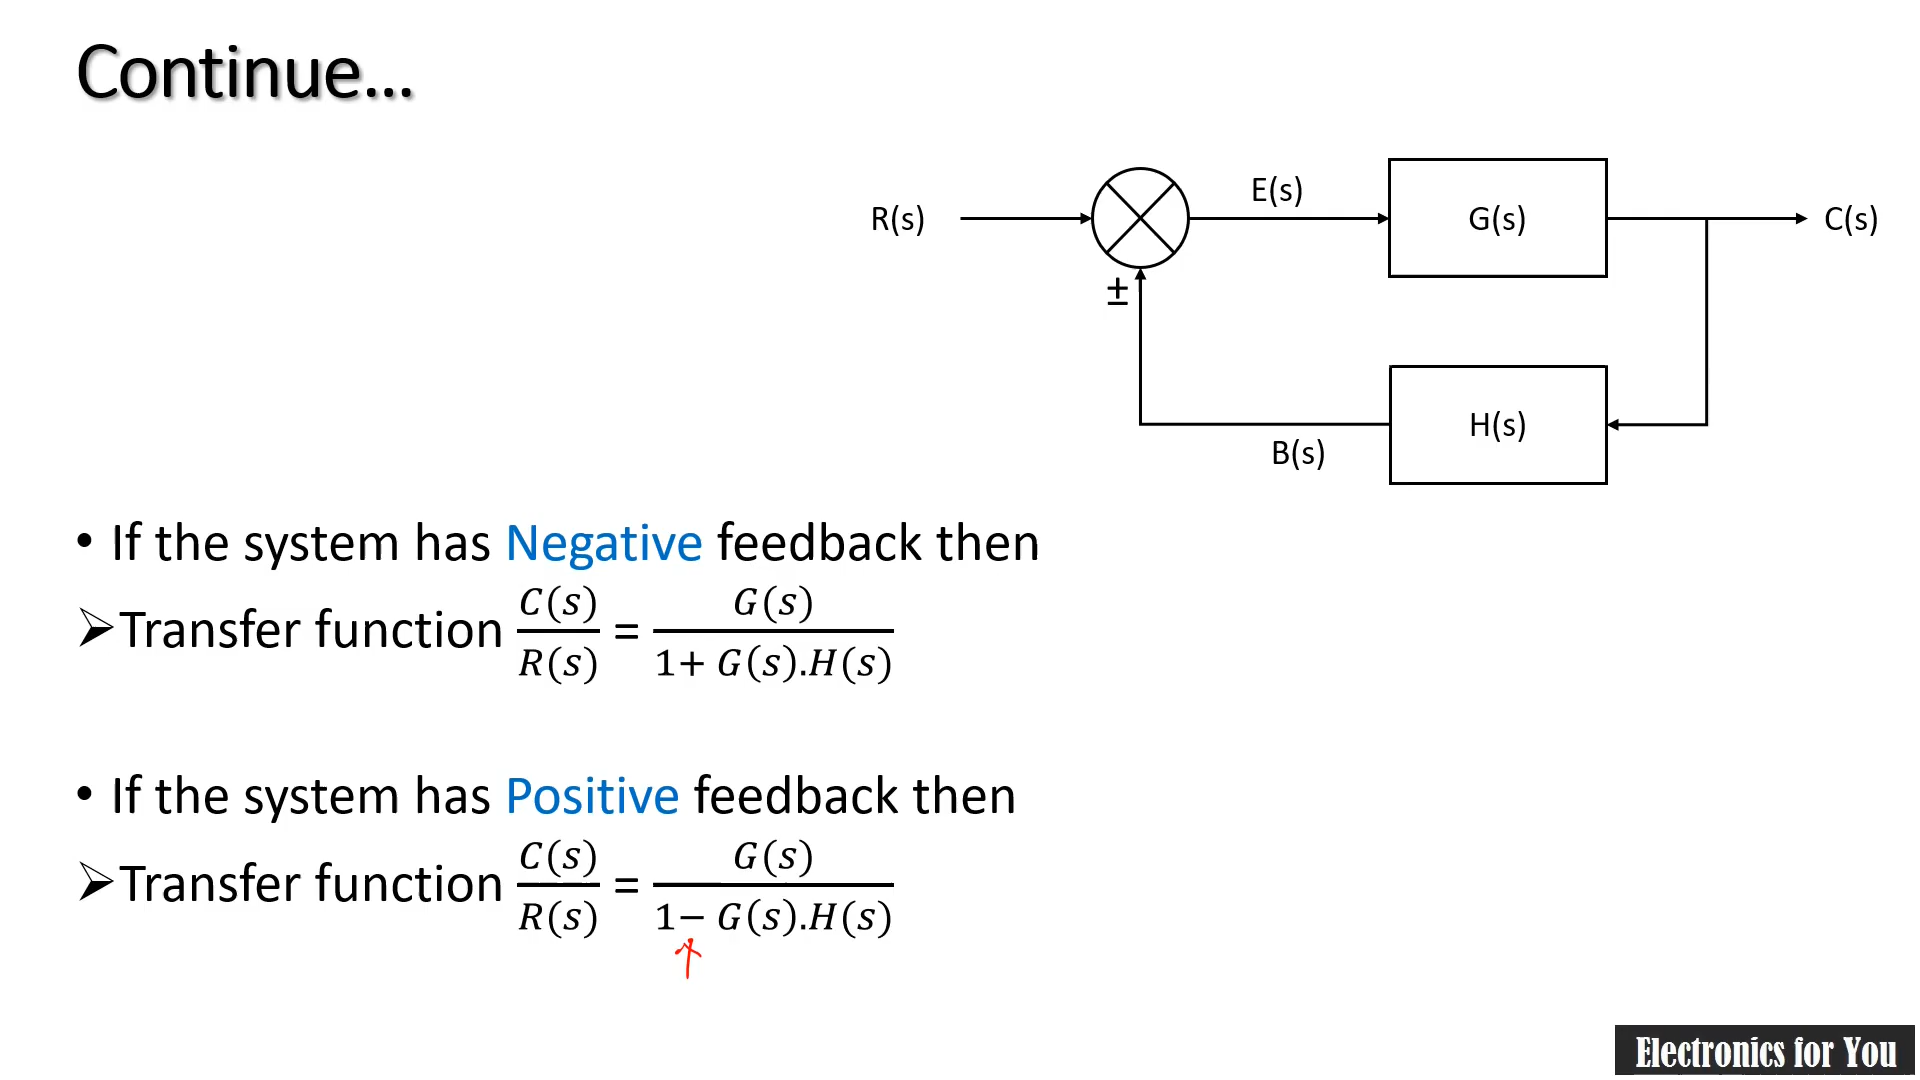 Continue...
R(s)
E(s)
G(s)
C(s)
±
H(s)
B(s)
• If the system has Negative feedback then
➢Transfer function C(s)/R(s) = G(s)/1+ G(s).H(s)
• If the system has Positive feedback then
➢Transfer function C(s)/R(s) = G(s)/1− G(s).H(s)
Electronics for You